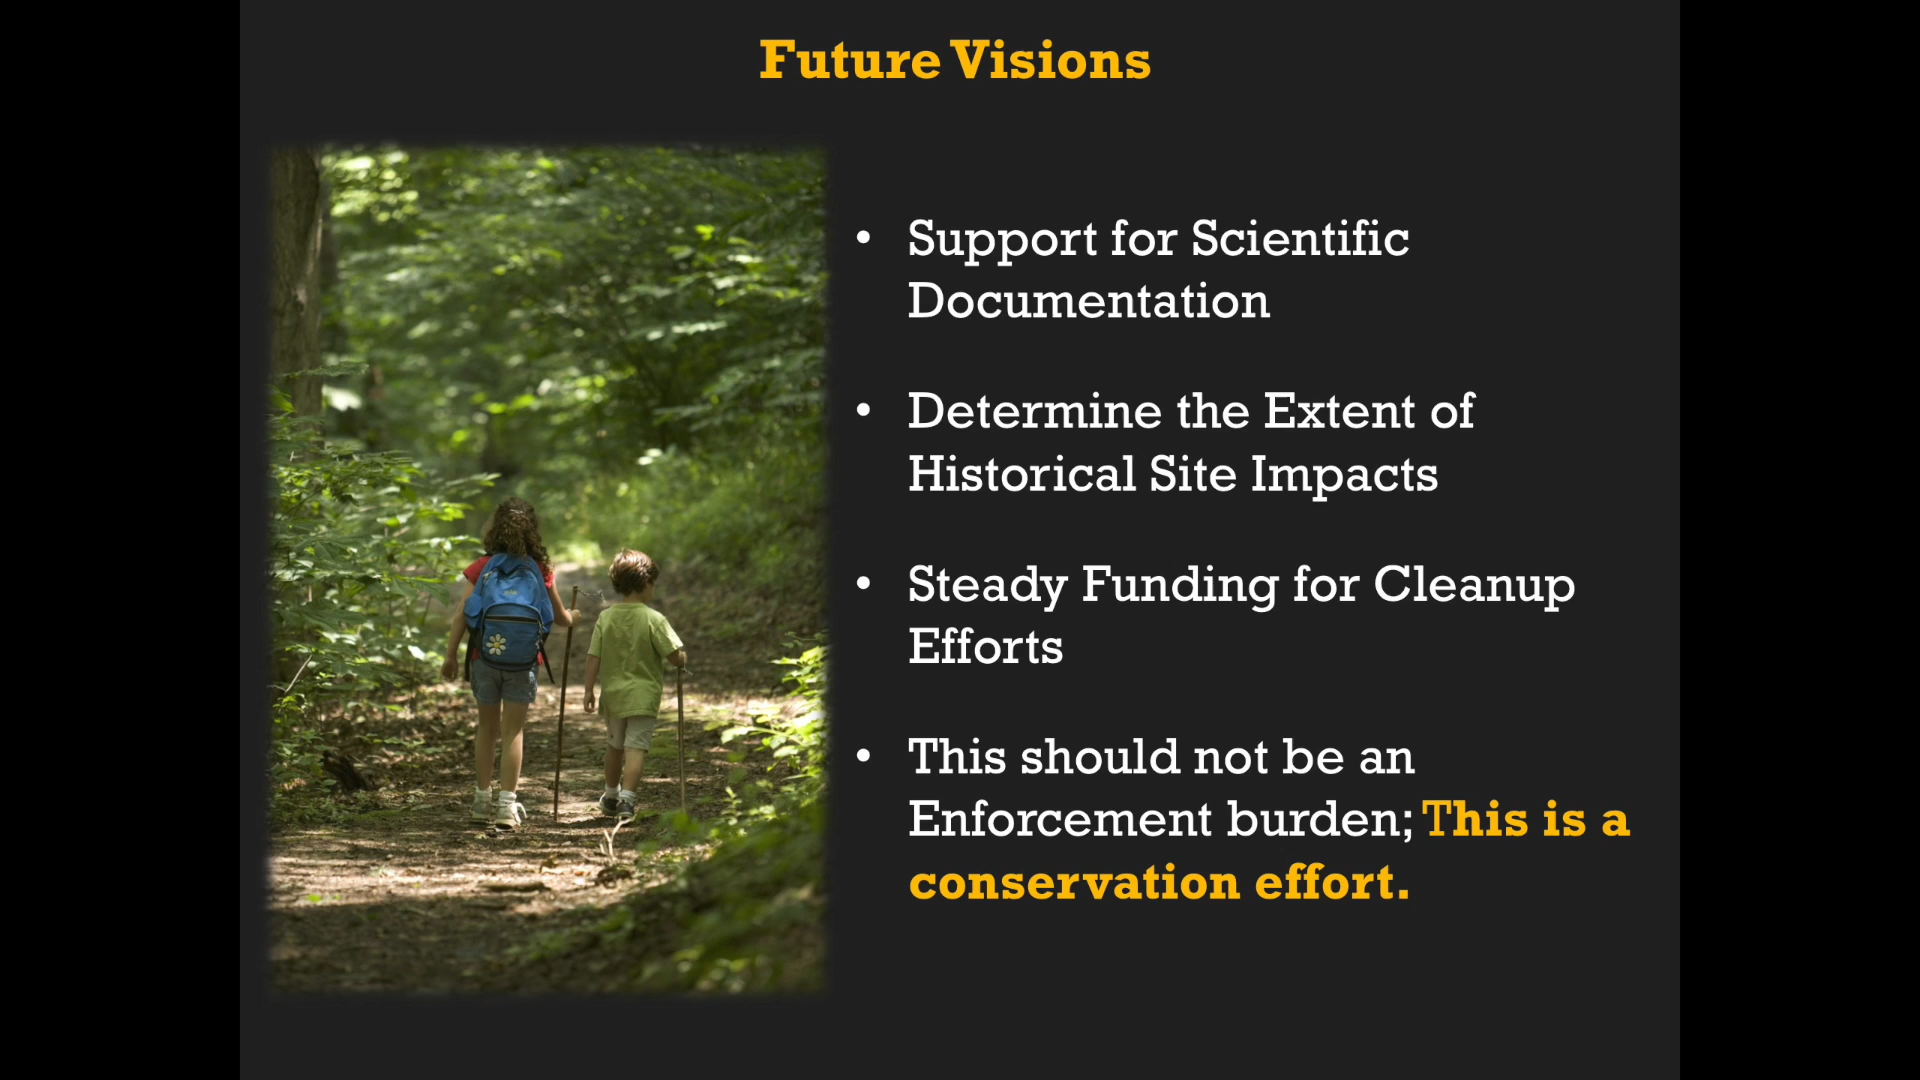 Future Visions
• Support for Scientific
Documentation
• Determine the Extent of
Historical Site Impacts
• Steady Funding for Cleanup
Efforts
• This should not be an
Enforcement burden; This is a
conservation effort.